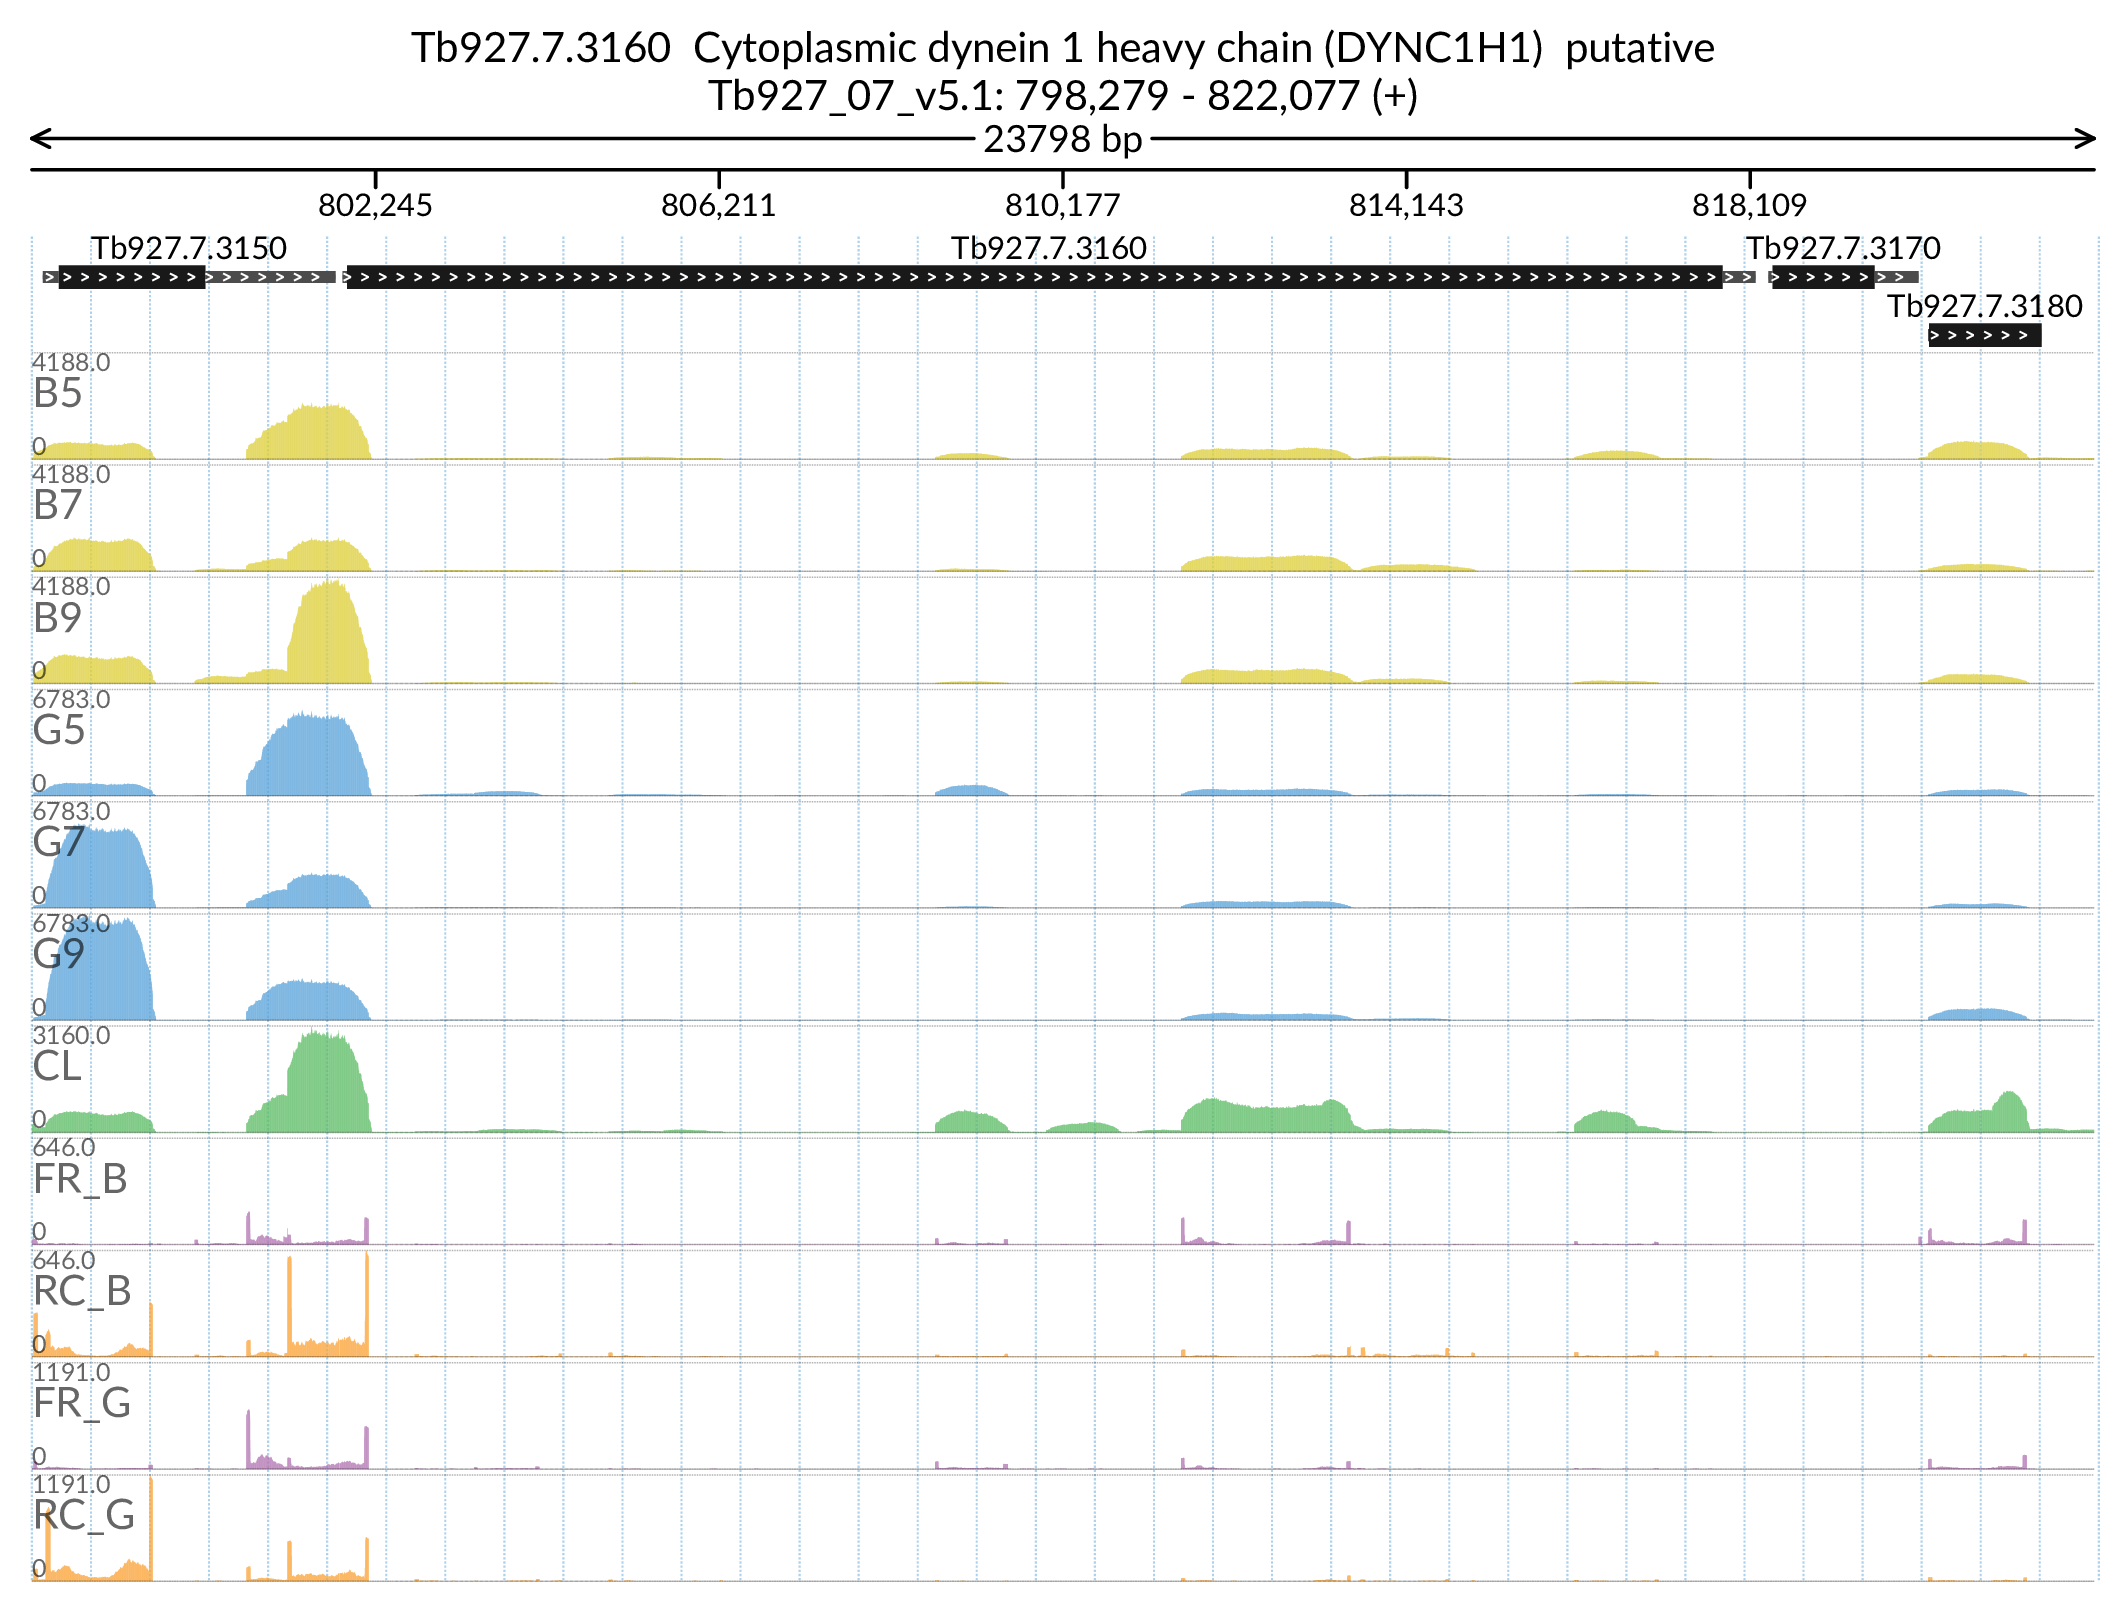 Tb927.7.3160  Cytoplasmic dynein 1 heavy chain (DYNC1H1)  putative
Tb927_07_v5.1: 798,279 - 822,077 (+)
23798 bp
802,245 806,211 810,177 814,143 818,109
Tb927.7.3150 Tb927.7.3160 Tb927.7.3170
Tb927.7.3180
4188.0
B5
0
4188.0
B7
0
4188.0
B9
0
6783.0
G5
0
6783.0
G7
0
6783.0
G9
0
3160.0
CL
0
646.0
FR_B
0
646.0
RC_B
0
1191.0
FR_G
0
1191.0
RC_G
0